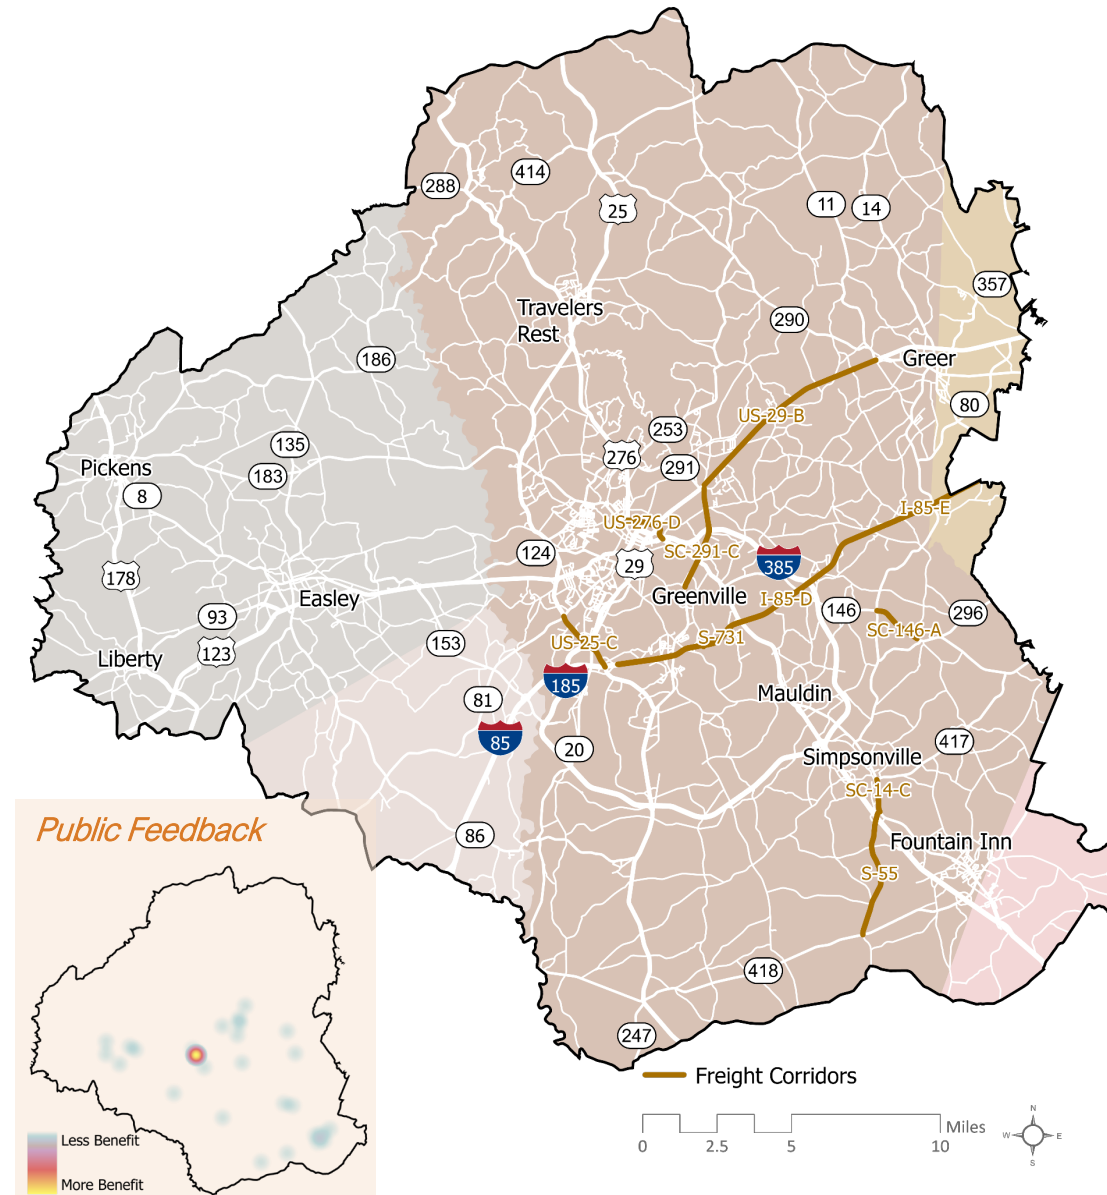 414
288
25
11
14
357
Travelers
Rest
290
Greer
186
80
US-29-B
253
135
276
291
Pickens
183
8
I-85-E
US-276-D
SC-291-C
124
29
385
178
Greenville
I-85-D
Easley
146
296
93
SC-146-A
S-731
US-25-C
153
123
Liberty
185
Mauldin
81
85
20
417
Simpsonville
SC-14-C
Public Feedback
86
Fountain Inn
S-55
418
247
Freight Corridors
N
Miles
W
E
S
0
2.5
5
10
Less Benefit
More Benefit